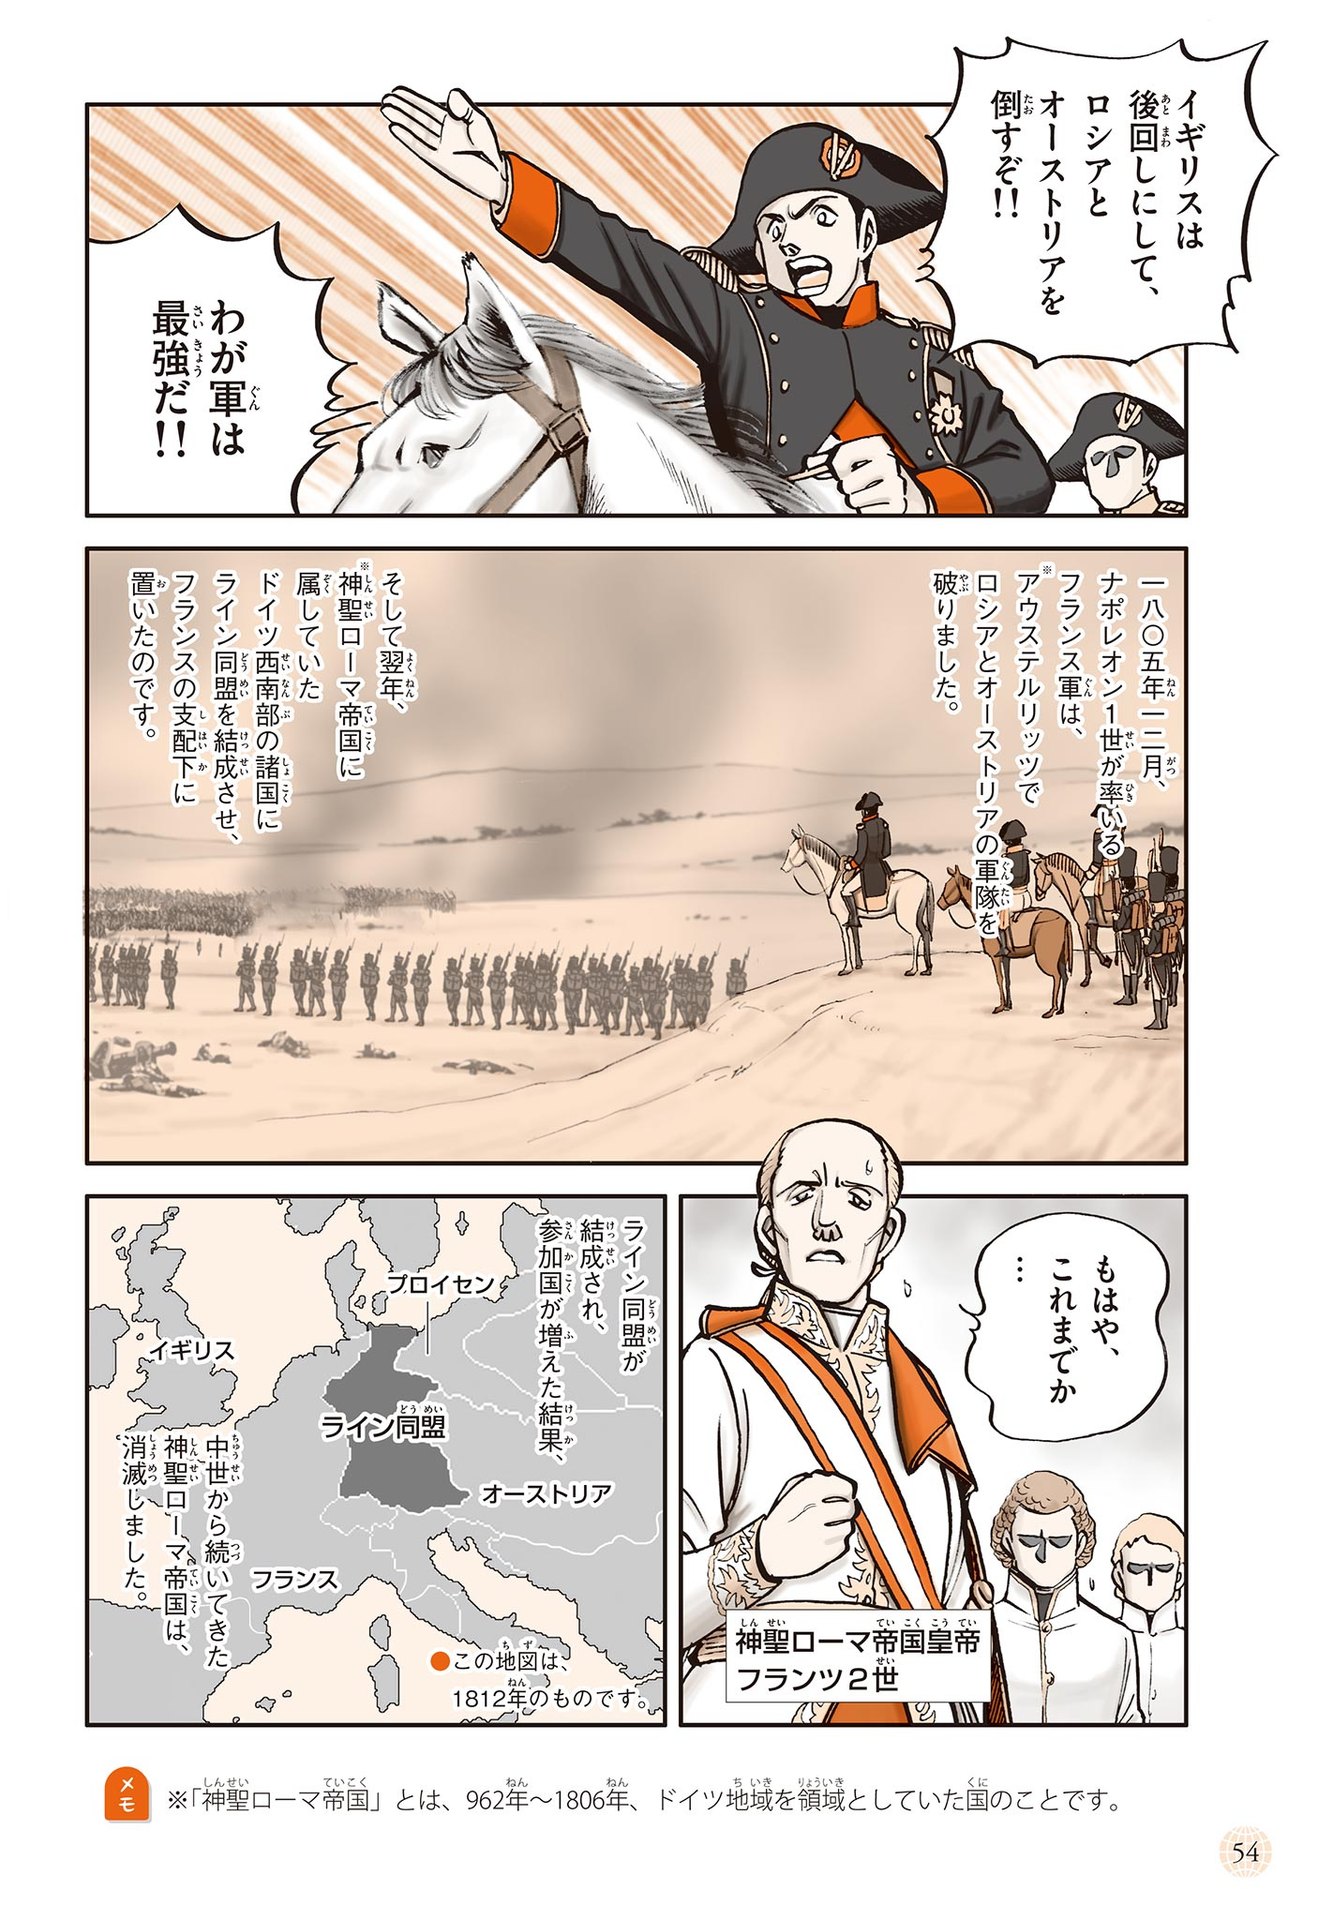 イギリスは
後回しにして、
ロシアと
オーストリアを
倒すぞ!!
わが軍は
最強だ!!
一八〇五年一二月、
ナポレオン1世が率いる
フランス軍は、
※アウステルリッツで
ロシアとオーストリアの軍隊を
破りました。
そして翌年、
※神聖ローマ帝国に
属していた
ドイツ西南部の諸国に
ライン同盟を結成させ、
フランスの支配下に
置いたのです。
もはや、
これまでか
…
神聖ローマ帝国皇帝
フランツ2世
ライン同盟が
結成され、
参加国が増えた結果、
中世から続いてきた
神聖ローマ帝国は、
消滅しました。
プロイセン
イギリス
ライン同盟
オーストリア
フランス
●この地図は、
1812年のものです。
メモ
※「神聖ローマ帝国」とは、962年〜1806年、ドイツ地域を領域としていた国のことです。
54